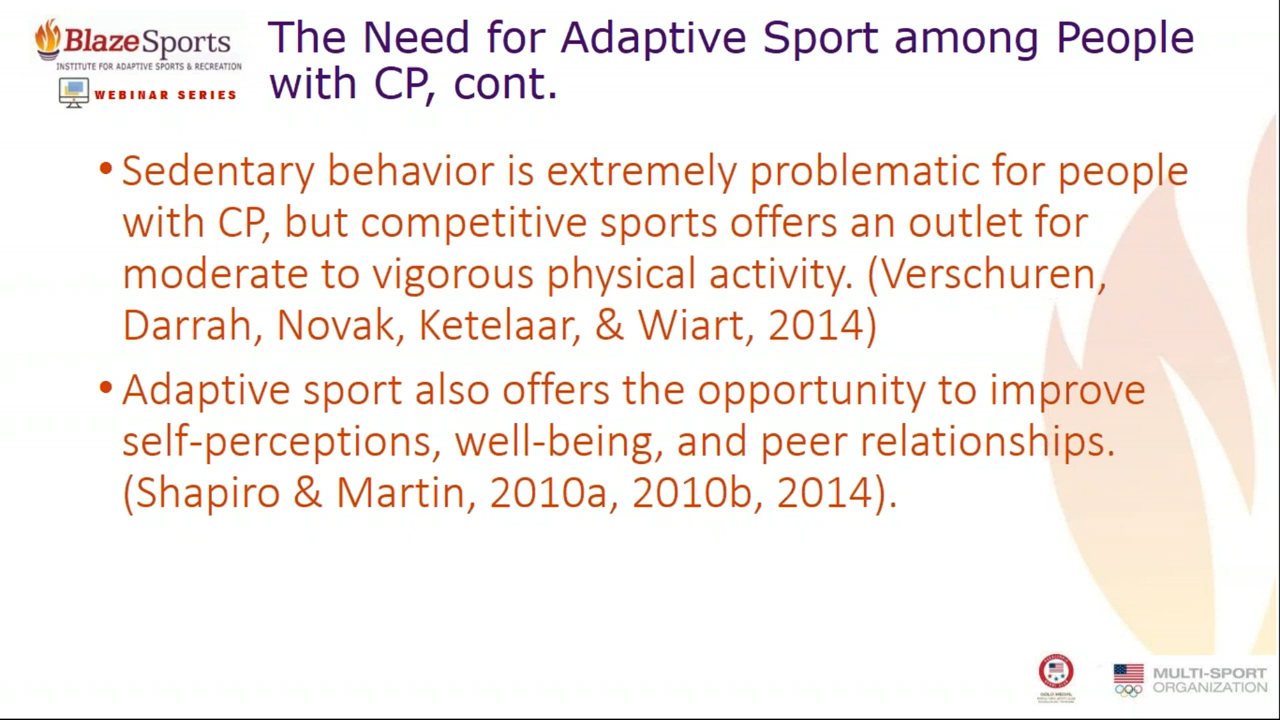 BlazeSports
INSTITUTE FOR ADAPTIVE SPORTS & RECREATION
WEBINAR SERIES
The Need for Adaptive Sport among People
with CP, cont.
•Sedentary behavior is extremely problematic for people
with CP, but competitive sports offers an outlet for
moderate to vigorous physical activity. (Verschuren,
Darrah, Novak, Ketelaar, & Wiart, 2014)
•Adaptive sport also offers the opportunity to improve
self-perceptions, well-being, and peer relationships.
(Shapiro & Martin, 2010a, 2010b, 2014).
GOLD MEDAL
MULTI-SPORT
ORGANIZATION